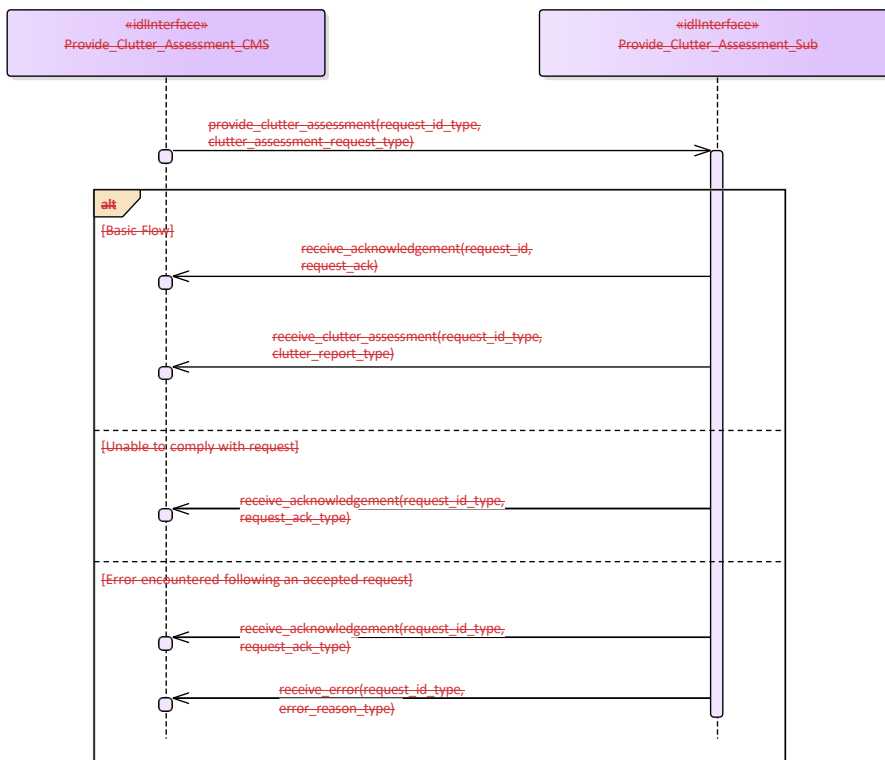 «idlInterface»
Provide_Clutter_Assessment_CMS
«idlInterface»
Provide_Clutter_Assessment_Sub
provide_clutter_assessment(request_id_type,
clutter_assessment_request_type)
alt
[Basic Flow]
receive_acknowledgement(request_id,
request_ack)
receive_clutter_assessment(request_id_type,
clutter_report_type)
[Unable to comply with request]
receive_acknowledgement(request_id_type,
request_ack_type)
[Error encountered following an accepted request]
receive_acknowledgement(request_id_type,
request_ack_type)
receive_error(request_id_type,
error_reason_type)